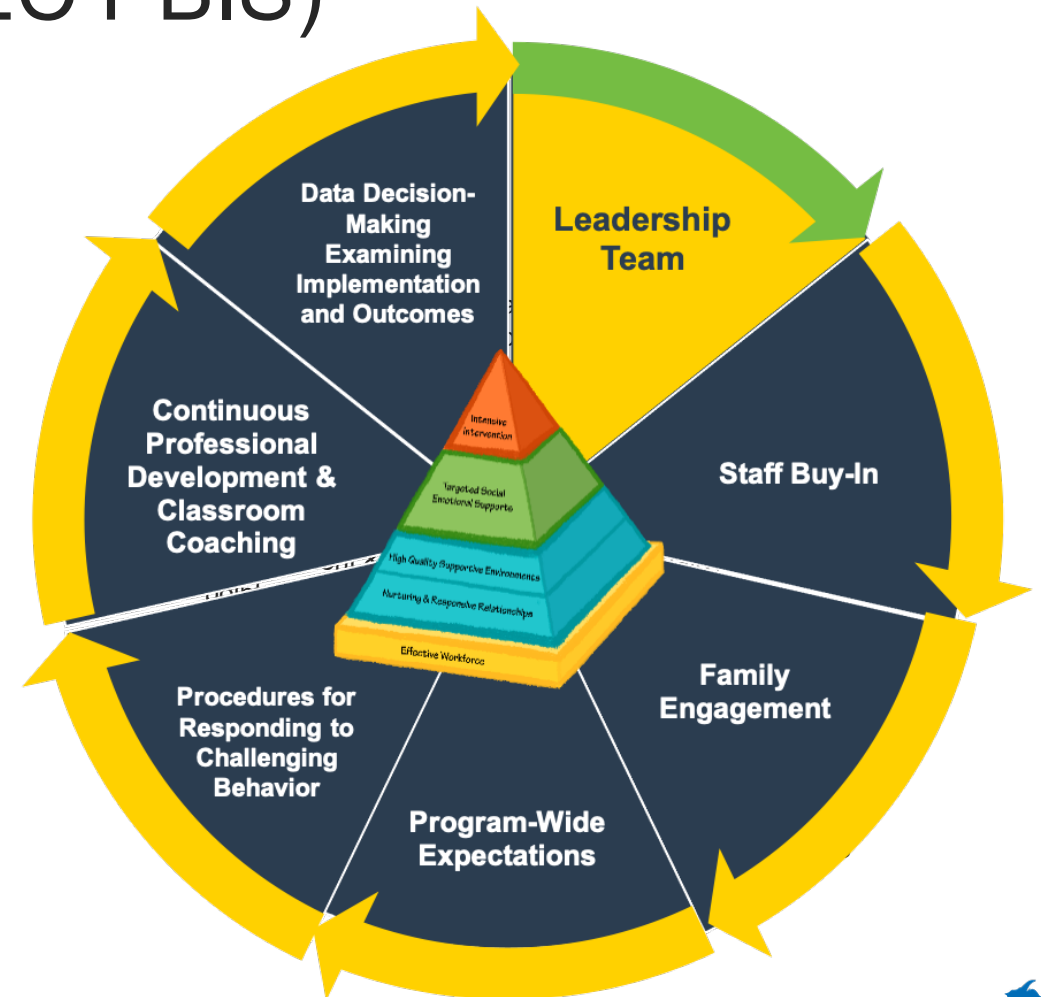 Leadership
Team
Staff Buy-In
Family
Engagement
Program-Wide
Expectations
Procedures for
Responding to
Challenging
Behavior
Continuous
Professional
Development &
Classroom
Coaching
Data Decision-
Making
Examining
Implementation
and Outcomes
Intensive
Intervention
Targeted Social
Emotional Supports
High Quality Supportive Environments
Nurturing & Responsive Relationships
Effective Workforce